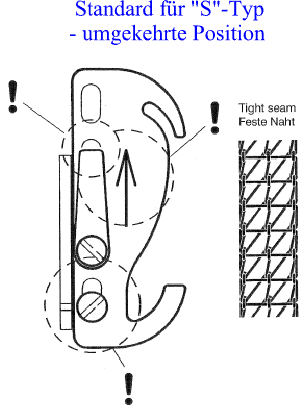 Standard für "S"-Typ
- umgekehrte Position
!
!
Tight seam
Feste Naht
!